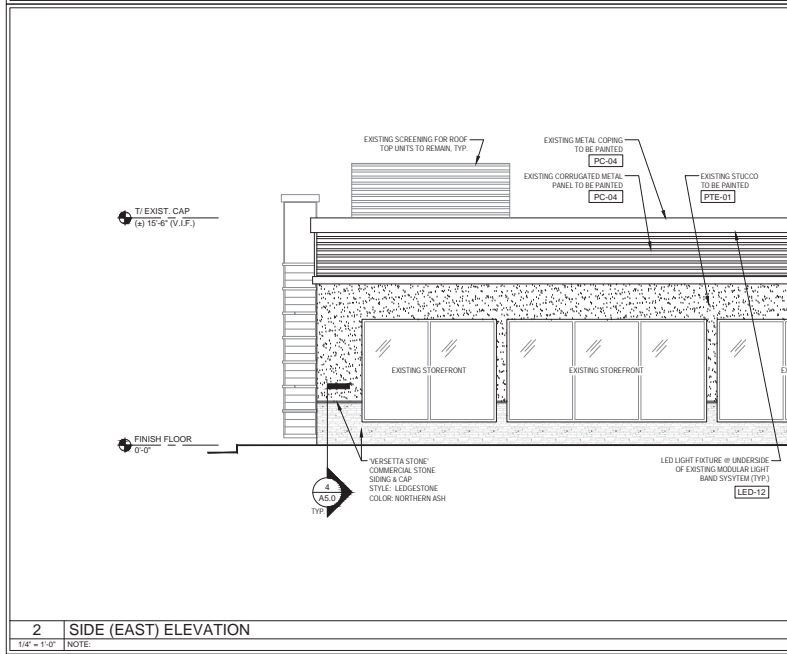 EXISTING SCREENING FOR ROOF
TOP UNITS TO REMAIN, TYP.
EXISTING METAL COPING
TO BE PAINTED
PC-04
EXISTING CORRUGATED METAL
PANEL TO BE PAINTED
PC-04
EXISTING STUCCO
TO BE PAINTED
PTE-01
T/ EXIST. CAP
(±) 15'-6" (V.I.F.)
EXISTING STOREFRONT
EXISTING STOREFRONT
FINISH FLOOR
0'-0"
'VERSETTA STONE'
COMMERCIAL STONE
SIDING & CAP
STYLE: LEDGESTONE
COLOR: NORTHERN ASH
4
A5.0
TYP.
LED LIGHT FIXTURE @ UNDERSIDE
OF EXISTING MODULAR LIGHT
BAND SYSYTEM (TYP.)
LED-12
2 SIDE (EAST) ELEVATION
1/4" = 1'-0" NOTE: